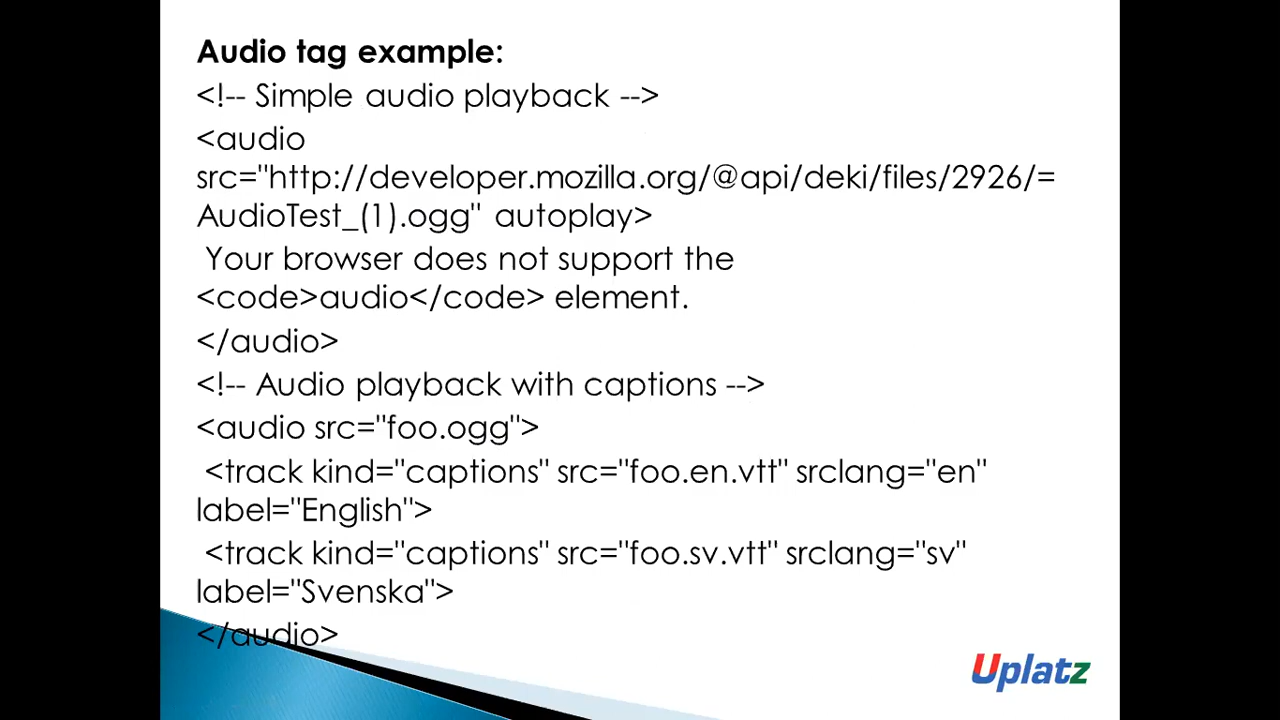 Audio tag example:
<!-- Simple audio playback -->
<audio
src="http://developer.mozilla.org/@api/deki/files/2926/=
AudioTest_(1).ogg" autoplay>
Your browser does not support the
<code>audio</code> element.
</audio>
<!-- Audio playback with captions -->
<audio src="foo.ogg">
<track kind="captions" src="foo.en.vtt" srclang="en"
label="English">
<track kind="captions" src="foo.sv.vtt" srclang="sv"
label="Svenska">
</audio>
Uplatz